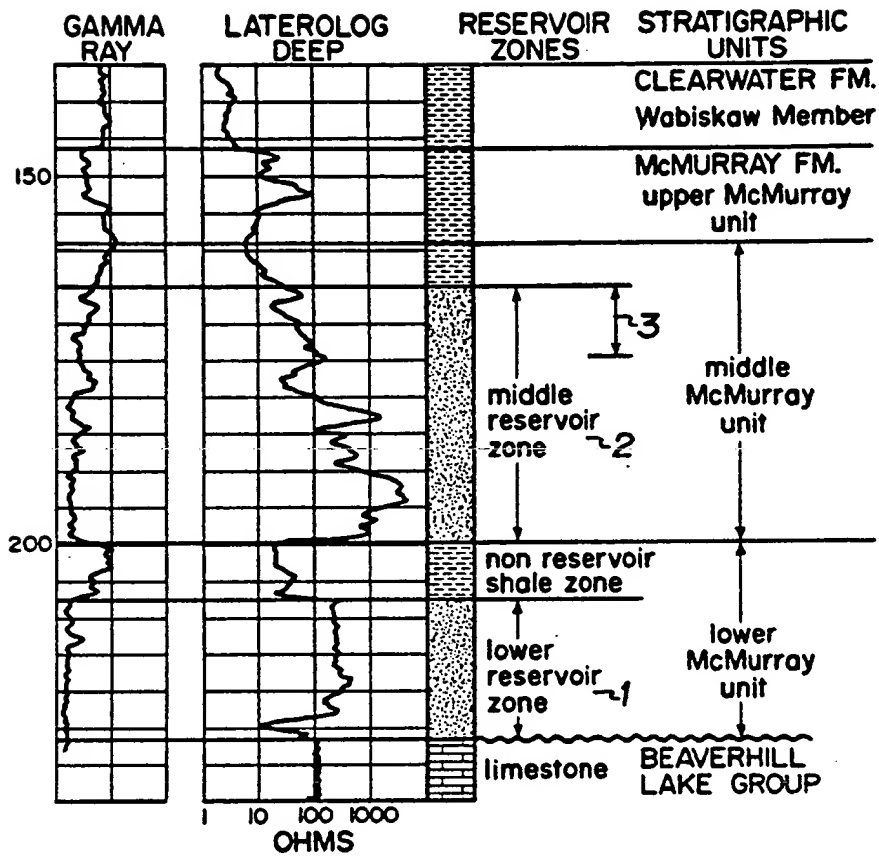 GAMMA
RAY
LATEROLOG
DEEP
RESERVOIR
ZONES
STRATIGRAPHIC
UNITS
CLEARWATER FM.
Wabiskaw Member
150
McMURRAY FM.
upper McMurray
unit
3
middle
reservoir
zone
2
middle
McMurray
unit
200
non reservoir
shale zone
lower
reservoir
zone
1
lower
McMurray
unit
limestone
BEAVERHILL
LAKE GROUP
1 10 100 1000
OHMS